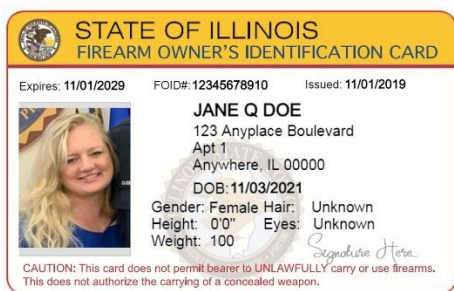 STATE OF ILLINOIS
FIREARM OWNER'S IDENTIFICATION CARD
Expires: 11/01/2029 FOID#: 12345678910 Issued: 11/01/2019
JANE Q DOE
123 Anyplace Boulevard
Apt 1
Anywhere, IL 00000
DOB: 11/03/2021
Gender: Female Hair: Unknown
Height: 0'0" Eyes: Unknown
Weight: 100
Signature Here
CAUTION: This card does not permit bearer to UNLAWFULLY carry or use firearms.
This does not authorize the carrying of a concealed weapon.